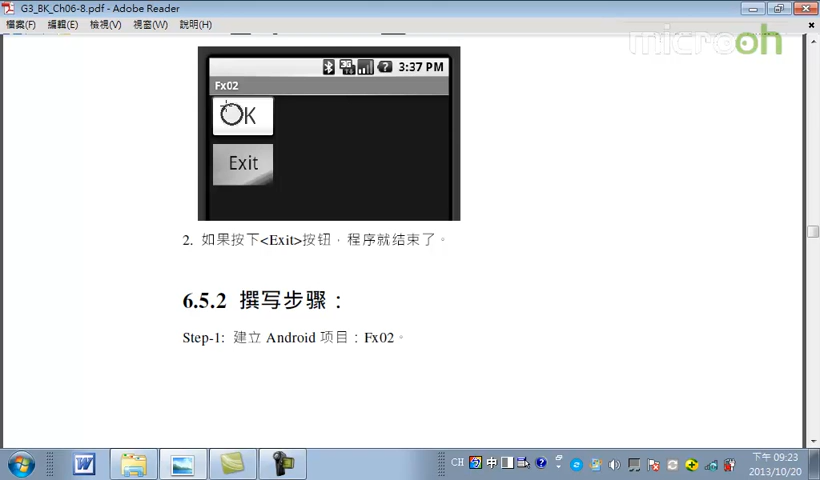 G3_BK_Ch06-8.pdf - Adobe Reader
檔案(F) 編輯(E) 檢視(V) 視窗(W) 說明(H)
microoh
3G
3:37 PM
Fx02
OK
Exit
2. 如果按下<Exit>按钮，程序就结束了。
6.5.2 撰写步骤：
Step-1: 建立 Android 项目：Fx02。
CH 中
下午 09:23
2013/10/20